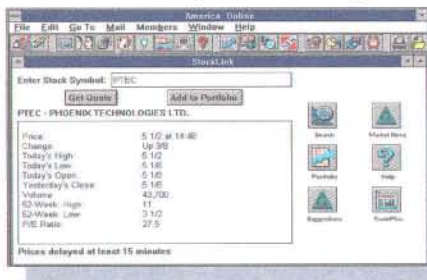 America Online
File Edit Go To Mail Members Window Help
StockLink
Enter Stock Symbol: PTEC
Get Quote Add to Portfolio
PTEC - PHOENIX TECHNOLOGIES LTD.
Price: 5 1/2 at 14:46
Change: Up 3/8
Today's High: 5 1/2
Today's Low: 5 1/8
Today's Open: 5 1/8
Yesterday's Close: 5 1/8
Volume: 43,700
52-Week High: 11
52-Week Low: 3 1/2
P/E Ratio: 27.5
Search Market News
Portfolio Help
Suggestions TradePlus
Prices delayed at least 15 minutes